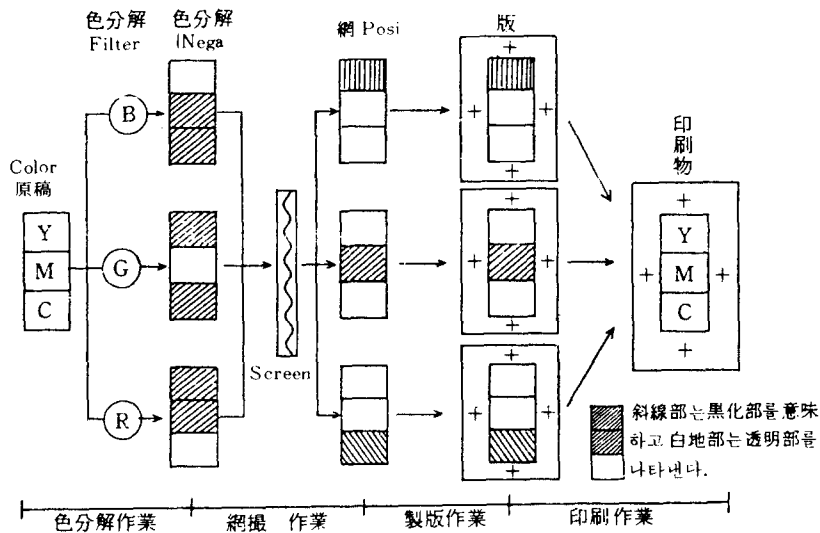 色分解
Filter
色分解
(Nega
網 Posi
版
Color
原稿
Y
M
C
B
G
R
Screen
印刷物
Y
M
C
斜線部는 黒化部를 意味
하고 白地部는 透明部를
나타낸다.
色分解作業
網撮 作業
製版作業
印刷作業